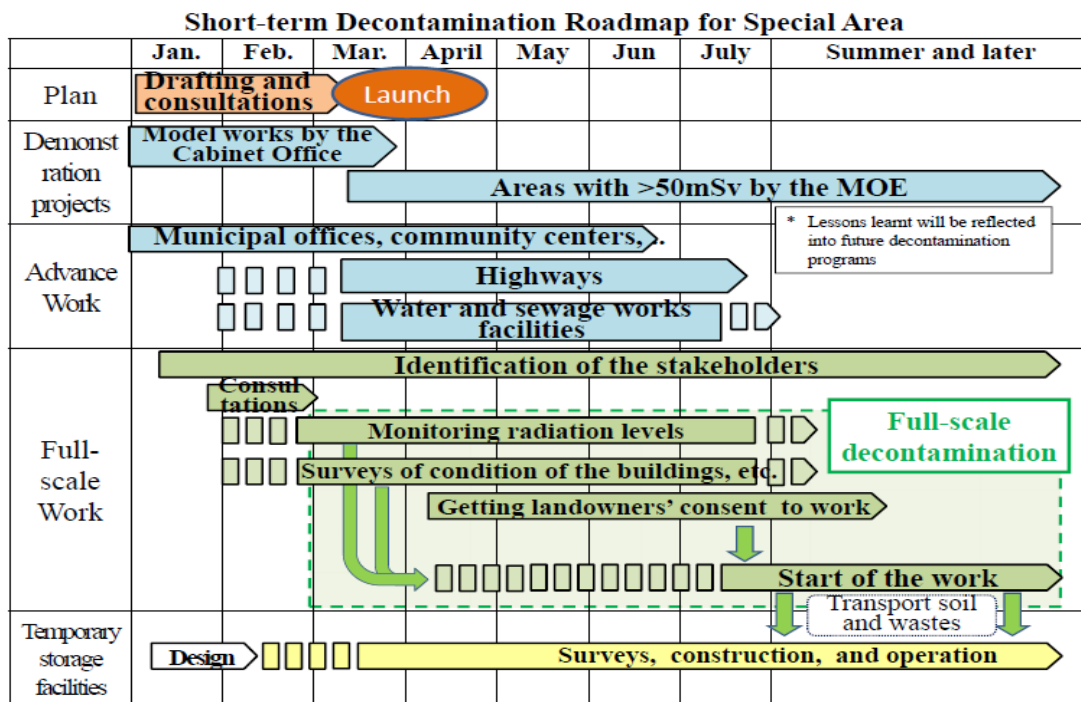 Short-term Decontamination Roadmap for Special Area
Jan.
Feb.
Mar.
April
May
Jun
July
Summer and later
Plan
Drafting and
consultations
Launch
Demonst
ration
projects
Model works by the
Cabinet Office
Areas with >50mSv by the MOE
* Lessons learnt will be reflected
into future decontamination
programs
Advance
Work
Municipal offices, community centers, ..
Highways
Water and sewage works
facilities
Full-
scale
Work
Identification of the stakeholders
Consul
tations
Monitoring radiation levels
Full-scale
decontamination
Surveys of condition of the buildings, etc.
Getting landowners’ consent to work
Start of the work
Transport soil
and wastes
Temporary
storage
facilities
Design
Surveys, construction, and operation